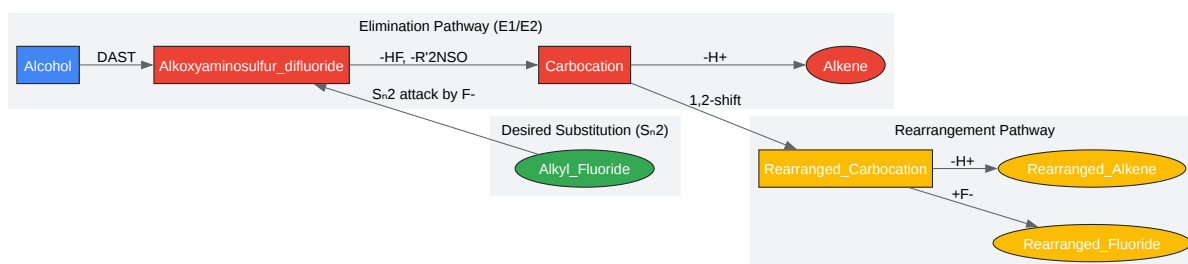 Elimination Pathway (E1/E2)
Alcohol
DAST
Alkoxyaminosulfur_difluoride
-HF, -R'2NSO
Carbocation
-H+
Alkene
Sₙ2 attack by F-
1,2-shift
Desired Substitution (Sₙ2)
Alkyl_Fluoride
Rearrangement Pathway
Rearranged_Carbocation
-H+
Rearranged_Alkene
+F-
Rearranged_Fluoride